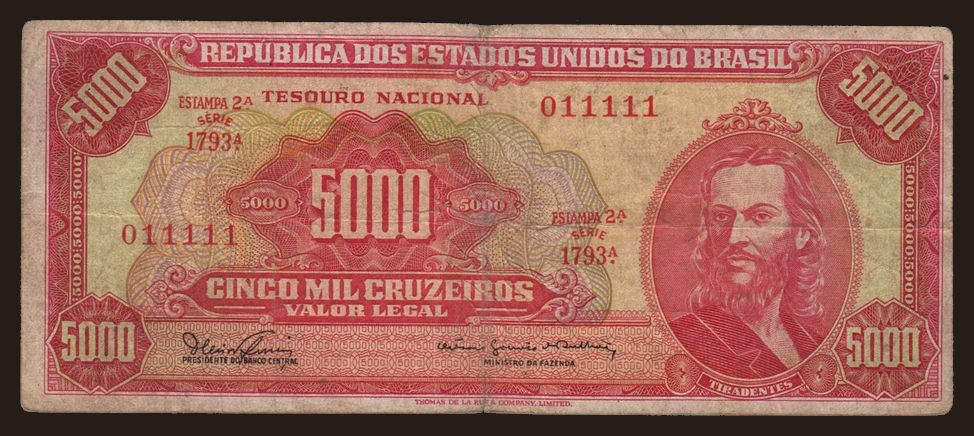 REPÚBLICA DOS ESTADOS UNIDOS DO BRASIL
5000
5000
TESOURO NACIONAL
ESTAMPA 2ª
SÉRIE
1793ª
011111
5000
5000
5000
011111
ESTAMPA 2ª
SÉRIE
1793ª
CINCO MIL CRUZEIROS
VALOR LEGAL
5000
5000
PRESIDENTE DO BANCO CENTRAL
MINISTRO DA FAZENDA
TIRADENTES
THOMAS DE LA RUE & COMPANY, LIMITED.